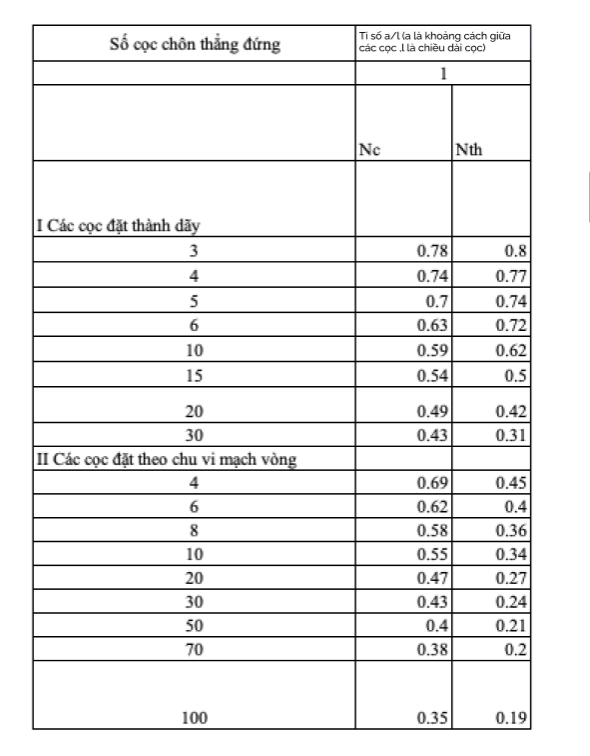 Số cọc chôn thẳng đứng
Tỉ số a/l (a là khoảng cách giữa
các cọc ,l là chiều dài cọc)
1
Nc Nth
I Các cọc đặt thành dãy
3 0.78 0.8
4 0.74 0.77
5 0.7 0.74
6 0.63 0.72
10 0.59 0.62
15 0.54 0.5
20 0.49 0.42
30 0.43 0.31
II Các cọc đặt theo chu vi mạch vòng
4 0.69 0.45
6 0.62 0.4
8 0.58 0.36
10 0.55 0.34
20 0.47 0.27
30 0.43 0.24
50 0.4 0.21
70 0.38 0.2
100 0.35 0.19